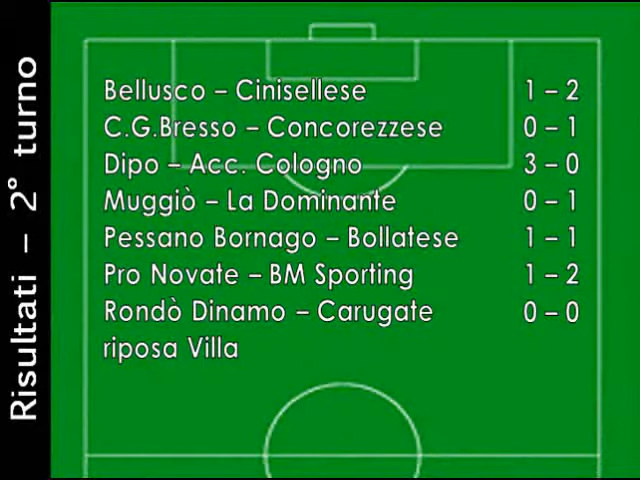 Risultati – 2° turno
Bellusco – Cinisellese 1 – 2
C.G.Bresso – Concorezzese 0 – 1
Dipo – Acc. Cologno 3 – 0
Muggiò – La Dominante 0 – 1
Pessano Bornago – Bollatese 1 – 1
Pro Novate – BM Sporting 1 – 2
Rondò Dinamo – Carugate 0 – 0
riposa Villa